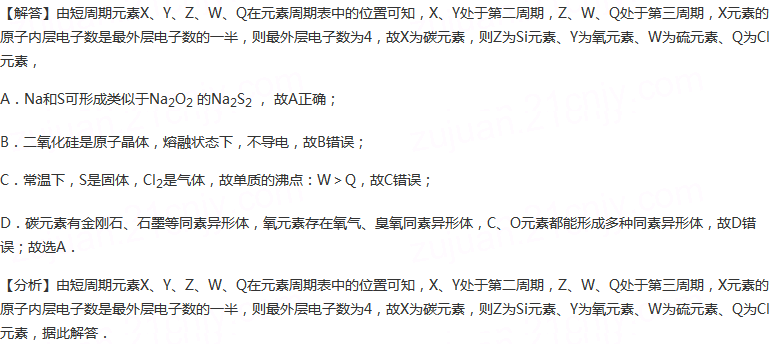 【解答】由短周期元素X、Y、Z、W、Q在元素周期表中的位置可知，X、Y处于第二周期，Z、W、Q处于第三周期，X元素的
原子内层电子数是最外层电子数的一半，则最外层电子数为4，故X为碳元素，则Z为Si元素、Y为氧元素、W为硫元素、Q为Cl
元素，
A．Na和S可形成类似于Na₂O₂ 的Na₂S₂ ，故A正确；
B．二氧化硅是原子晶体，熔融状态下，不导电，故B错误；
C．常温下，S是固体，Cl₂是气体，故单质的沸点：W＞Q，故C错误；
D．碳元素有金刚石、石墨等同素异形体，氧元素存在氧气、臭氧同素异形体，C、O元素都能形成多种同素异形体，故D错
误；故选A．
【分析】由短周期元素X、Y、Z、W、Q在元素周期表中的位置可知，X、Y处于第二周期，Z、W、Q处于第三周期，X元素的
原子内层电子数是最外层电子数的一半，则最外层电子数为4，故X为碳元素，则Z为Si元素、Y为氧元素、W为硫元素、Q为Cl
元素，据此解答．